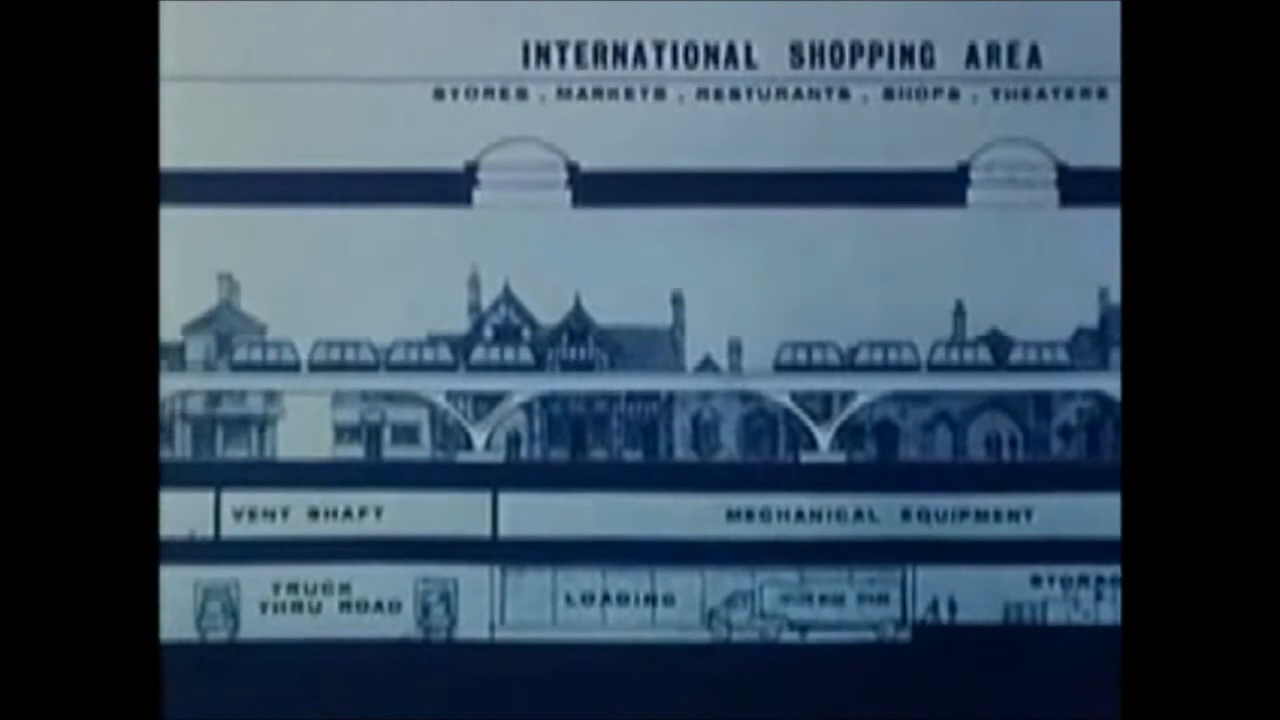 INTERNATIONAL SHOPPING AREA
STORES . MARKETS . RESTURANTS . SHOPS . THEATERS
VENT SHAFT
MECHANICAL EQUIPMENT
TRUCK
THRU ROAD
LOADING